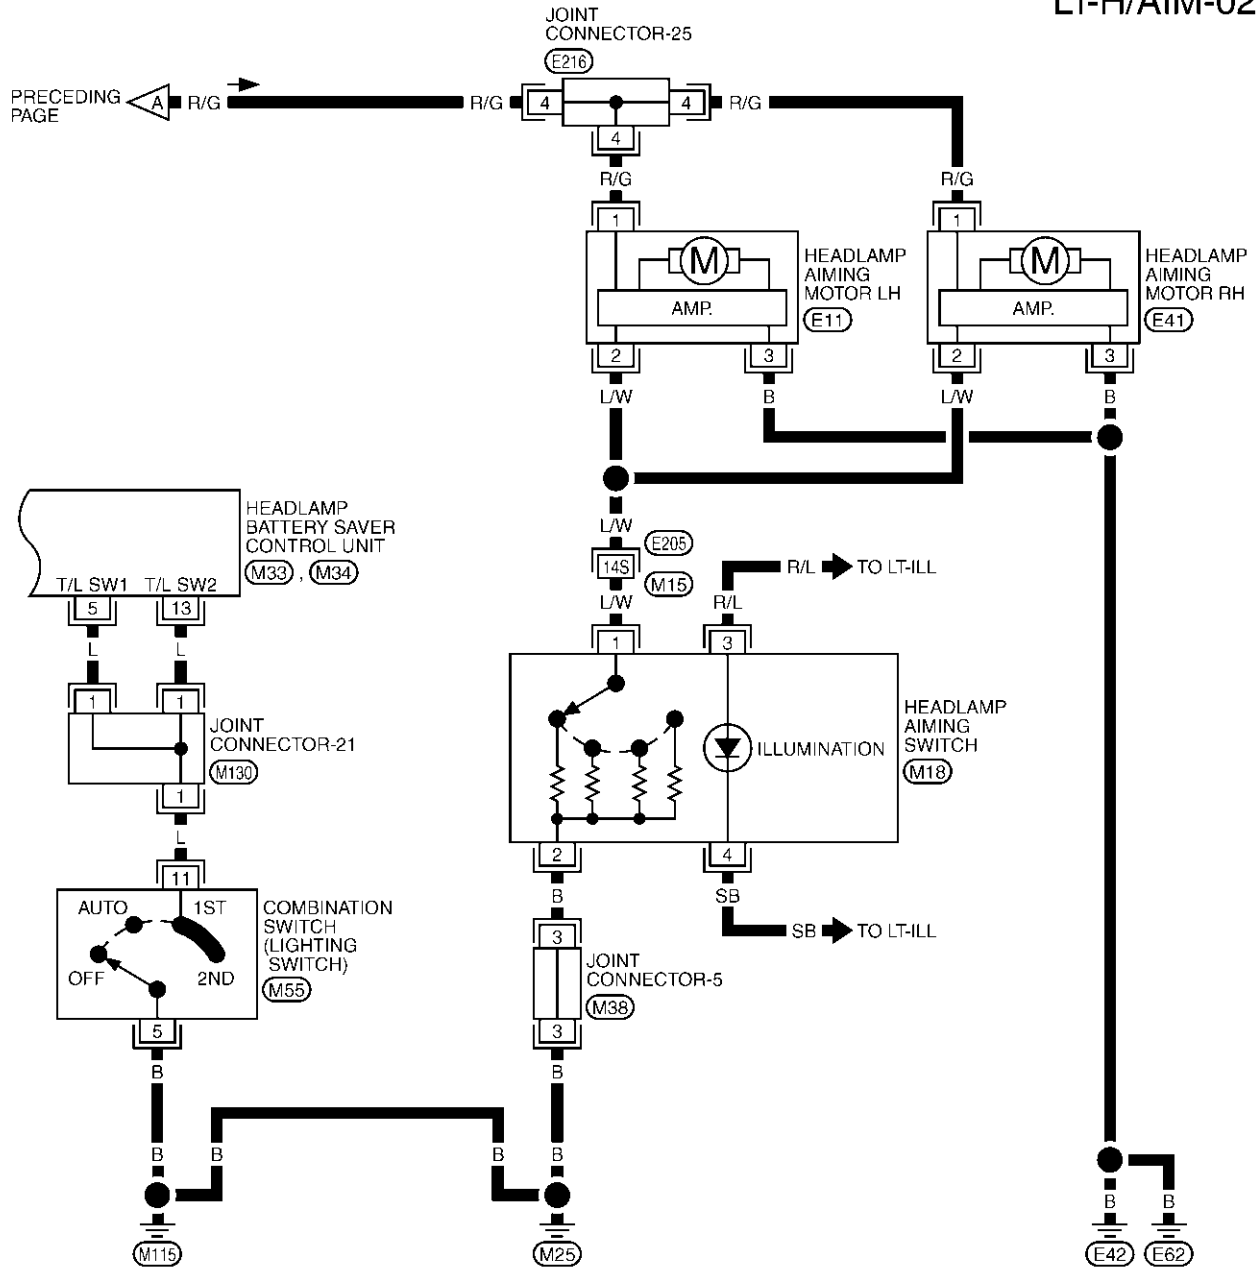 LT-H/AIM-02
JOINT
CONNECTOR-25
E216
PRECEDING
PAGE
A
R/G
R/G
4
4
R/G
4
R/G
R/G
1
1
M
M
HEADLAMP
AIMING
MOTOR LH
E11
HEADLAMP
AIMING
MOTOR RH
E41
AMP.
AMP.
2
3
2
3
L/W
B
L/W
B
HEADLAMP
BATTERY SAVER
CONTROL UNIT
M33 , M34
T/L SW1
T/L SW2
5
13
L
L
1
1
JOINT
CONNECTOR-21
M130
1
L
11
AUTO
1ST
OFF
2ND
COMBINATION
SWITCH
(LIGHTING
SWITCH)
M55
5
B
B
B
M115
L/W
E205
14S
M15
L/W
R/L
TO LT-ILL
R/L
1
3
ILLUMINATION
HEADLAMP
AIMING
SWITCH
M18
2
4
B
SB
SB
TO LT-ILL
3
JOINT
CONNECTOR-5
M38
3
B
B
B
M25
B
B
E42
E62